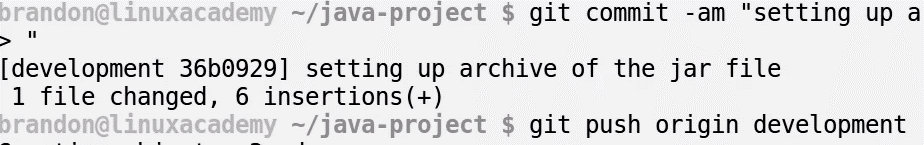 brandon@linuxacademy ~/java-project $ git commit -am "setting up a
> "
[development 36b0929] setting up archive of the jar file
1 file changed, 6 insertions(+)
brandon@linuxacademy ~/java-project $ git push origin development